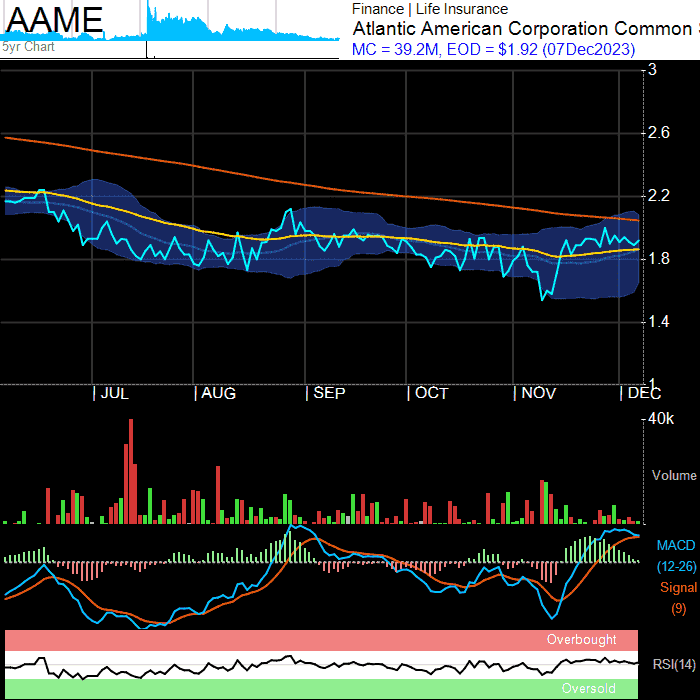 AAME
5yr Chart
Finance | Life Insurance
Atlantic American Corporation Common
MC = 39.2M, EOD = $1.92 (07Dec2023)
3
2.6
2.2
1.8
1.4
1
JUL AUG SEP OCT NOV DEC
40k
Volume
MACD
(12-26)
Signal
(9)
Overbought
RSI(14)
Oversold